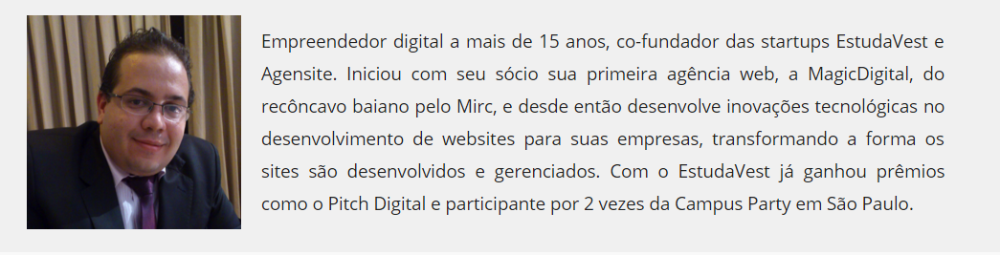 Empreendedor digital a mais de 15 anos, co-fundador das startups EstudaVest e
Agensite. Iniciou com seu sócio sua primeira agência web, a MagicDigital, do
recôncavo baiano pelo Mirc, e desde então desenvolve inovações tecnológicas no
desenvolvimento de websites para suas empresas, transformando a forma os
sites são desenvolvidos e gerenciados. Com o EstudaVest já ganhou prêmios
como o Pitch Digital e participante por 2 vezes da Campus Party em São Paulo.